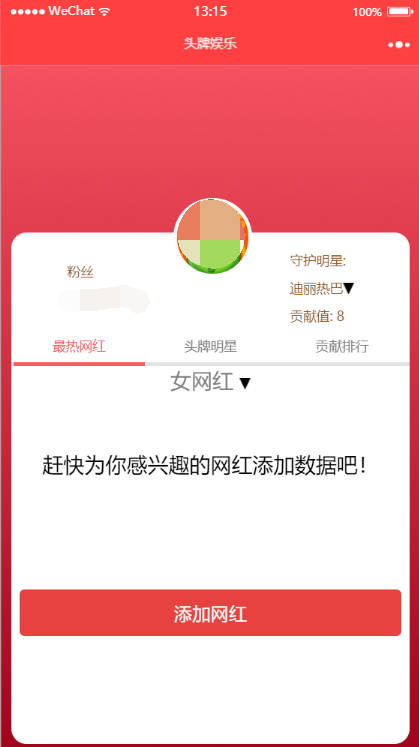 WeChat 13:15 100%
头牌娱乐
粉丝
守护明星:
迪丽热巴▼
贡献值: 8
最热网红 头牌明星 贡献排行
女网红 ▼
赶快为你感兴趣的网红添加数据吧!
添加网红